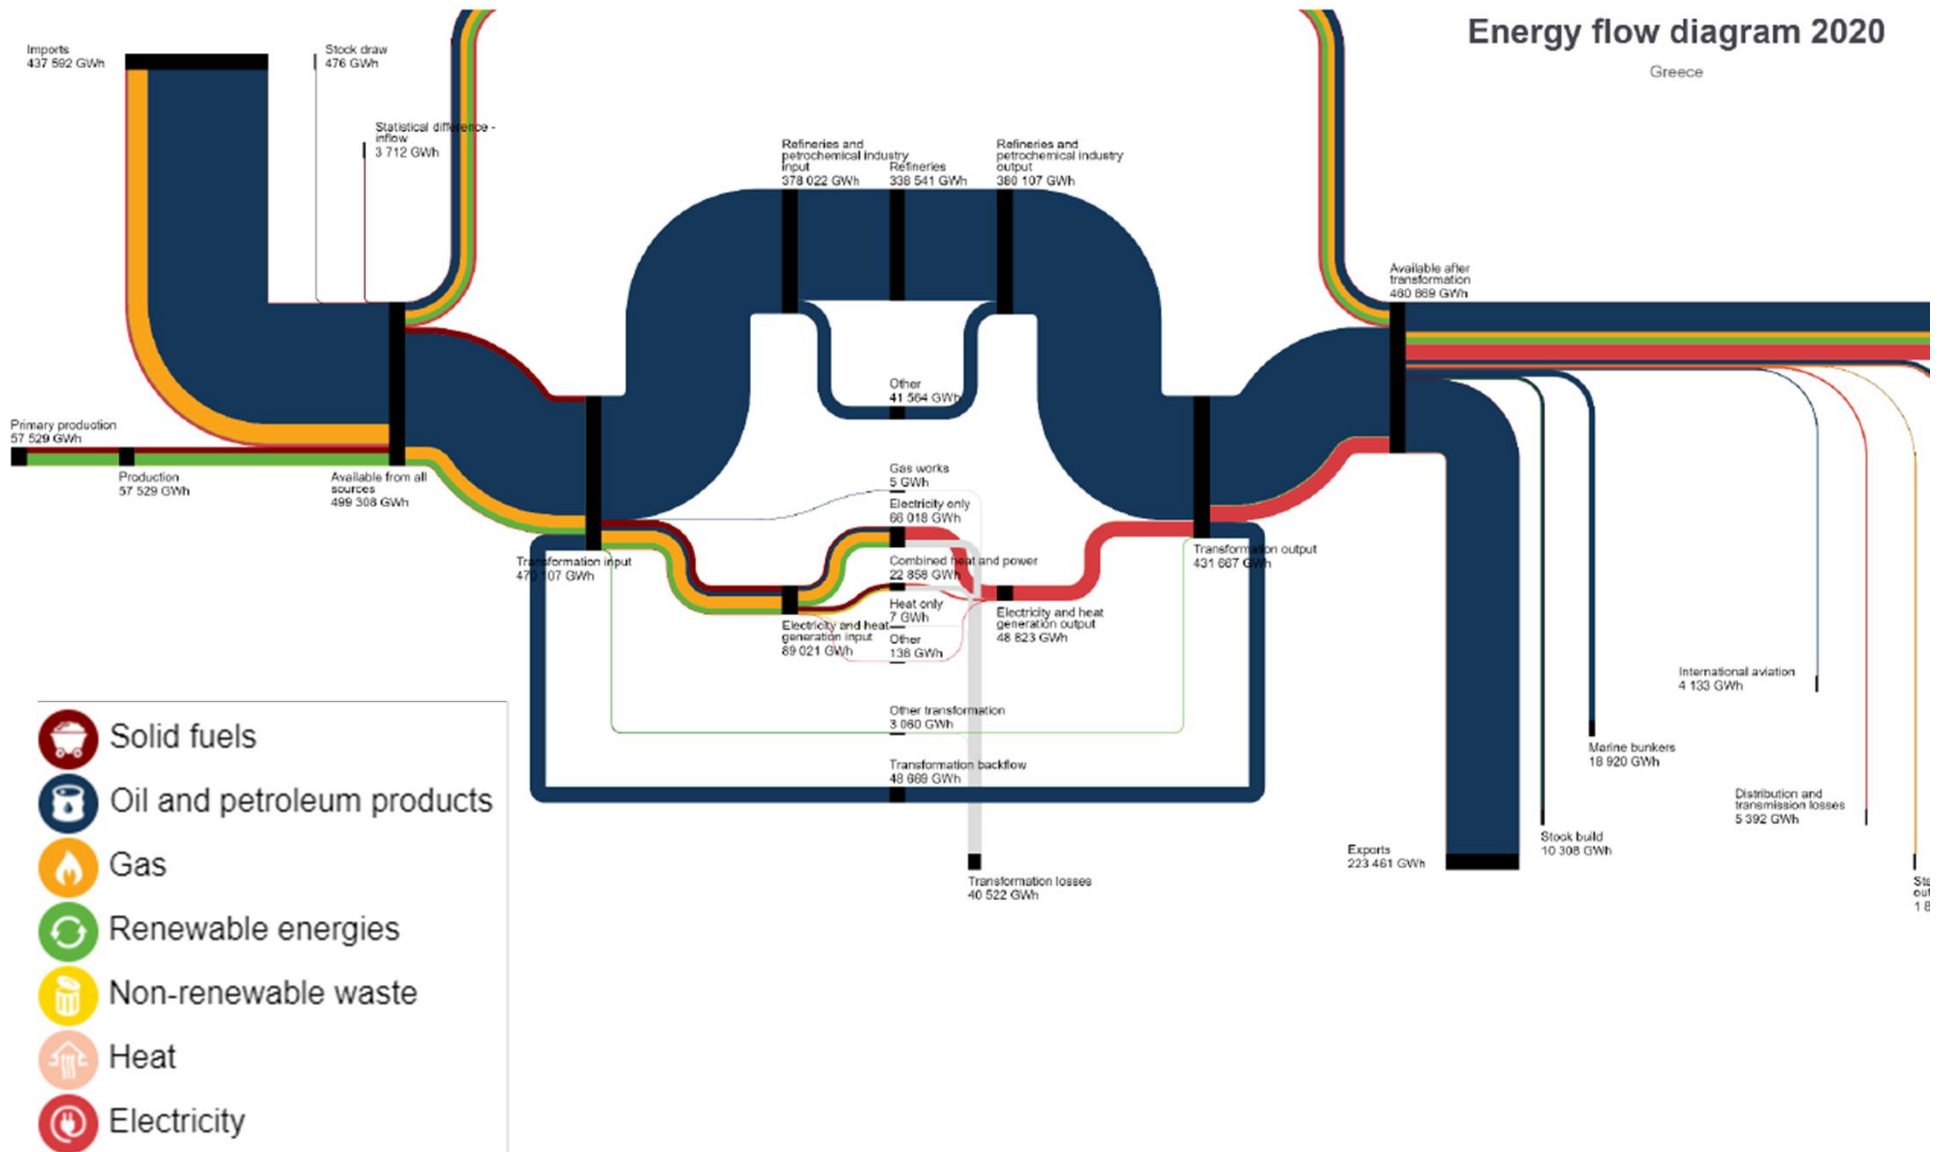 Energy flow diagram 2020
Greece
Imports
437 592 GWh
Stock draw
476 GWh
Statistical difference -
inflow
3 712 GWh
Refineries and
petrochemical industry
input
378 022 GWh
Refineries
338 541 GWh
Refineries and
petrochemical industry
output
380 107 GWh
Available after
transformation
460 869 GWh
Other
41 564 GWh
Primary production
57 529 GWh
Production
57 529 GWh
Available from all
sources
499 308 GWh
Gas works
5 GWh
Electricity only
66 018 GWh
Transformation input
470 107 GWh
Combined heat and power
22 858 GWh
Transformation output
431 667 GWh
Heat only
7 GWh
Electricity and heat
generation input
89 021 GWh
Other
138 GWh
Electricity and heat
generation output
48 823 GWh
Other transformation
3 060 GWh
Transformation backflow
48 669 GWh
Transformation losses
40 522 GWh
International aviation
4 133 GWh
Marine bunkers
18 920 GWh
Distribution and
transmission losses
5 392 GWh
Stock build
10 308 GWh
Exports
223 461 GWh
Solid fuels
Oil and petroleum products
Gas
Renewable energies
Non-renewable waste
Heat
Electricity